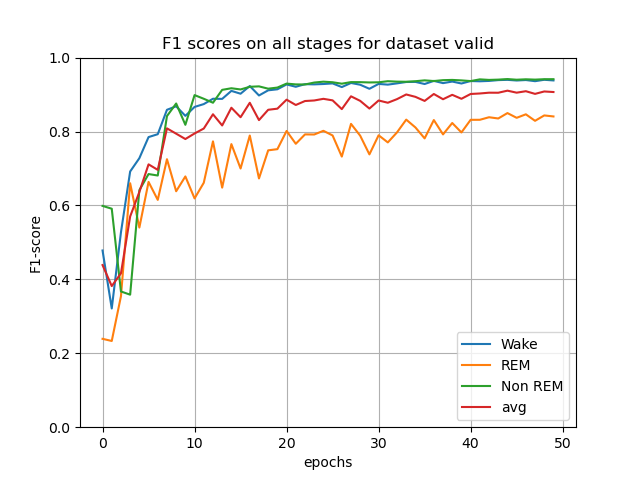 F1 scores on all stages for dataset valid
1.0
0.8
0.6
0.4
0.2
0.0
F1-score
0 10 20 30 40 50
epochs
Wake
REM
Non REM
avg